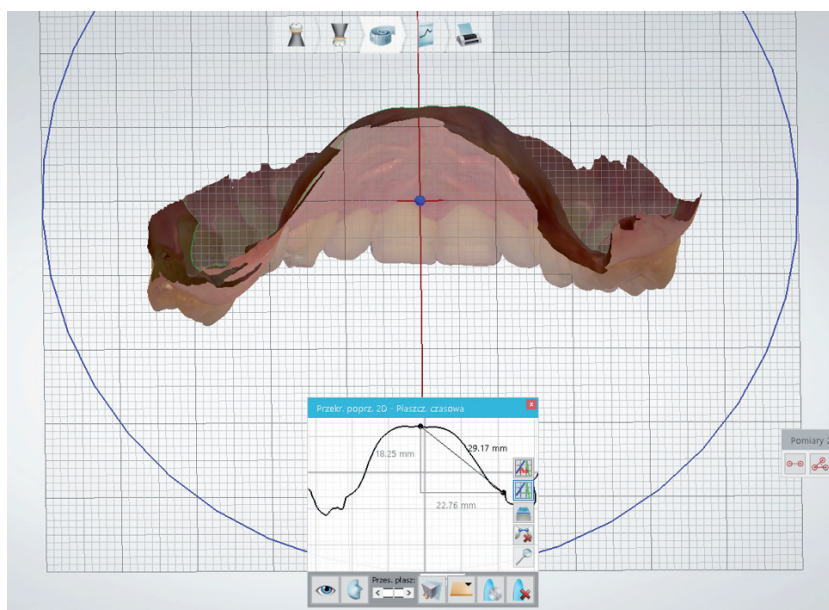 Przekr. poprz. 2D - Płaszcz. czasowa
x
18.25 mm
29.17 mm
22.76 mm
Pomiary 2
Przes. płasz: